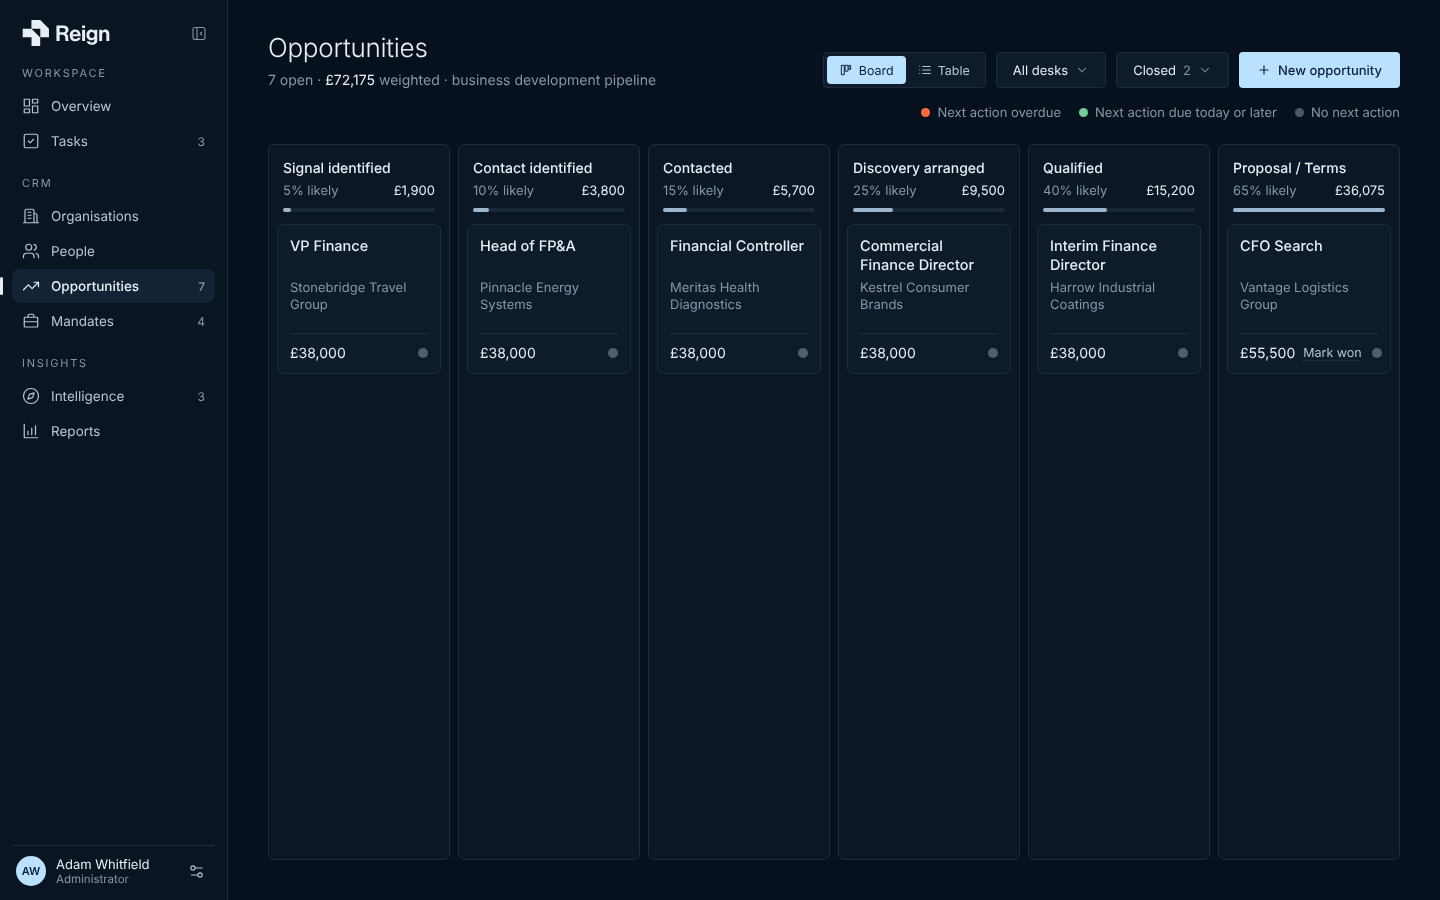 Reign
WORKSPACE
Overview
Tasks 3
CRM
Organisations
People
Opportunities 7
Mandates 4
INSIGHTS
Intelligence 3
Reports
AW
Adam Whitfield
Administrator
Opportunities
7 open · £72,175 weighted · business development pipeline
Board
Table
All desks
Closed 2
New opportunity
Next action overdue
Next action due today or later
No next action
Signal identified
5% likely £1,900
VP Finance
Stonebridge Travel
Group
£38,000
Contact identified
10% likely £3,800
Head of FP&A
Pinnacle Energy
Systems
£38,000
Contacted
15% likely £5,700
Financial Controller
Meritas Health
Diagnostics
£38,000
Discovery arranged
25% likely £9,500
Commercial
Finance Director
Kestrel Consumer
Brands
£38,000
Qualified
40% likely £15,200
Interim Finance
Director
Harrow Industrial
Coatings
£38,000
Proposal / Terms
65% likely £36,075
CFO Search
Vantage Logistics
Group
£55,500 Mark won